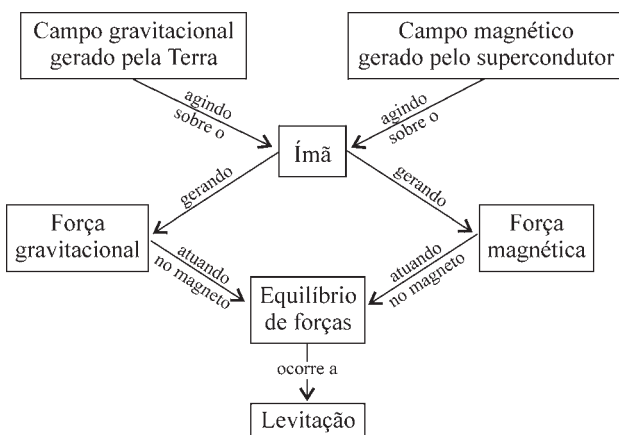 Campo gravitacional
gerado pela Terra
Campo magnético
gerado pelo supercondutor
agindo
sobre o
agindo
sobre o
Ímã
gerando
gerando
Força
gravitacional
Força
magnética
atuando
no magneto
atuando
no magneto
Equilíbrio
de forças
ocorre a
Levitação